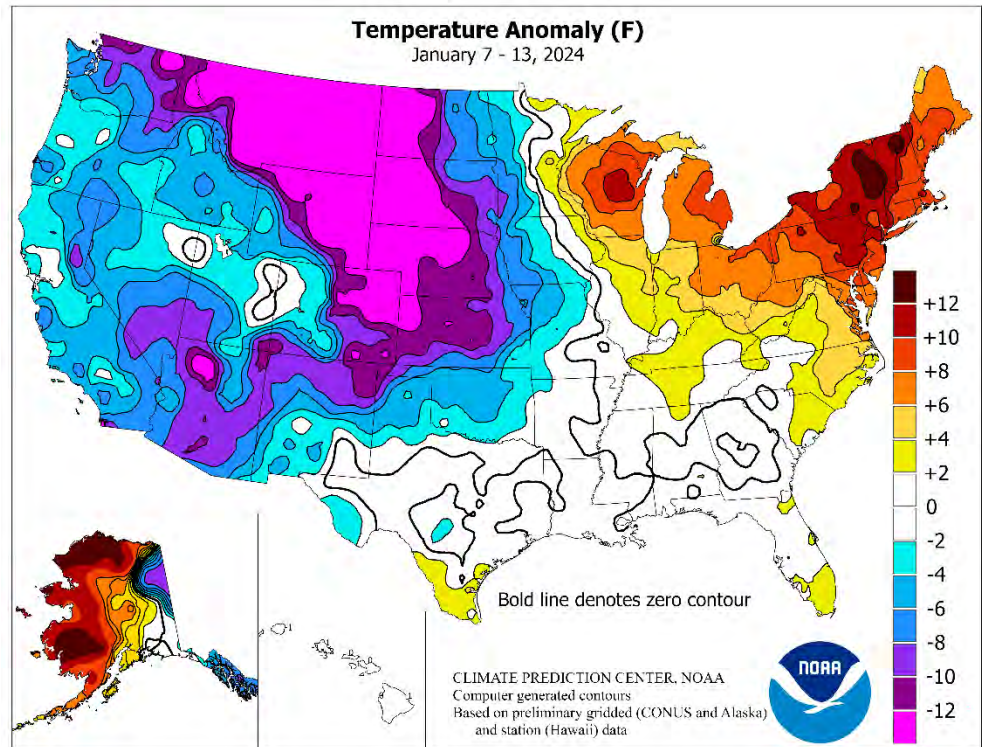 Temperature Anomaly (F)
January 7 - 13, 2024
+12
+10
+8
+6
+4
+2
0
-2
-4
-6
-8
-10
-12
Bold line denotes zero contour
CLIMATE PREDICTION CENTER, NOAA
Computer generated contours
Based on preliminary gridded (CONUS and Alaska)
and station (Hawaii) data
NOAA